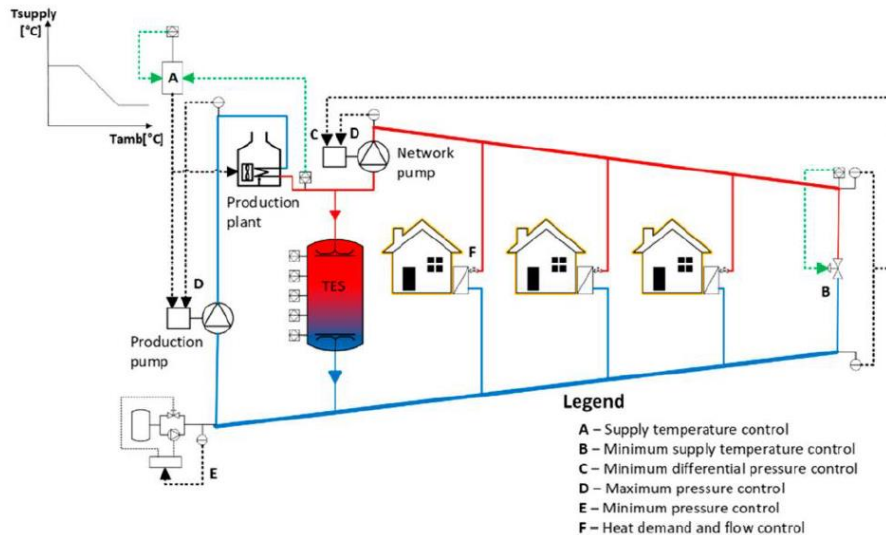 Tsupply
[°C]
A
C
D
Network
pump
Tamb[°C]
Production
plant
F
TES
D
B
Production
pump
E
Legend
A – Supply temperature control
B – Minimum supply temperature control
C – Minimum differential pressure control
D – Maximum pressure control
E – Minimum pressure control
F – Heat demand and flow control